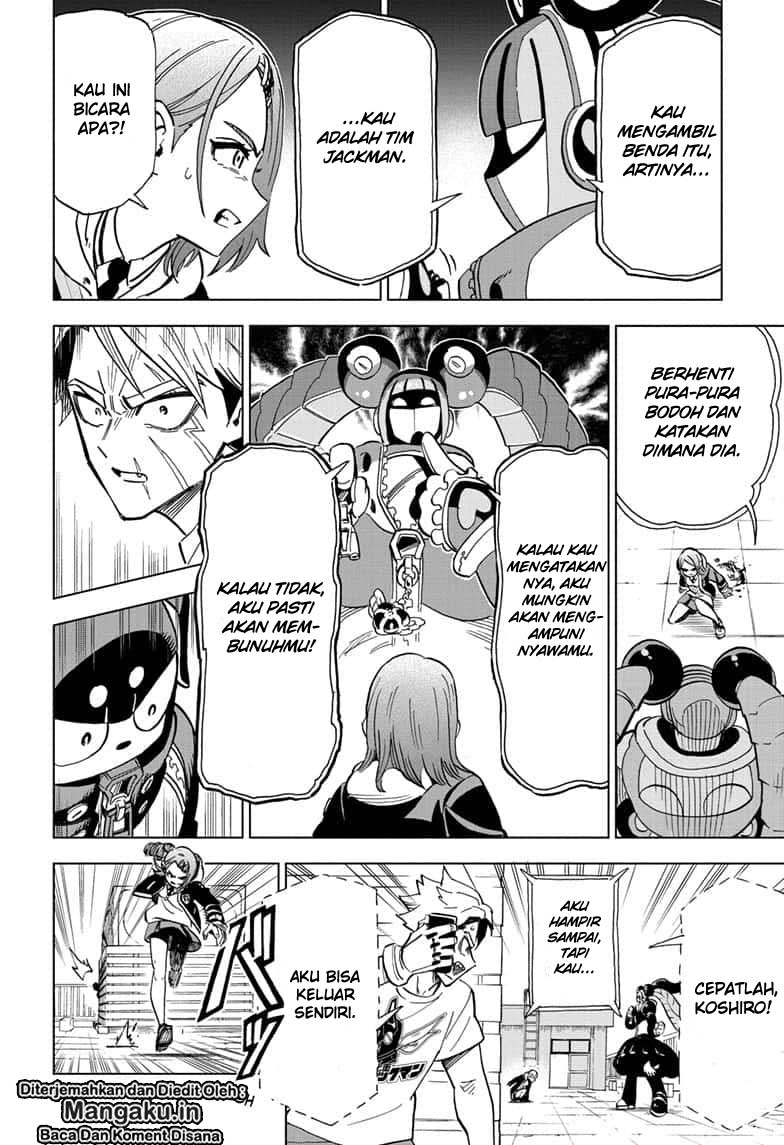 KAU
MENGAMBIL
BENDA ITU,
ARTINYA...
...KAU
ADALAH TIM
JACKMAN.
KAU INI
BICARA
APA?!
BERHENTI
PURA-PURA
BODOH DAN
KATAKAN
DIMANA DIA.
KALAU KAU
MENGATAKAN
NYA, AKU
MUNGKIN
AKAN MENG-
AMPUNI
NYAWAMU.
KALAU TIDAK,
AKU PASTI
AKAN MEM-
BUNUHMU!
CEPATLAH,
KOSHIRO!
AKU
HAMPIR
SAMPAI,
TAPI
KAU...
AKU BISA
KELUAR
SENDIRI.
バッ
Diterjemahkan dan Diedit Oleh:
Mangaku.in
Baca Dan Koment Disana